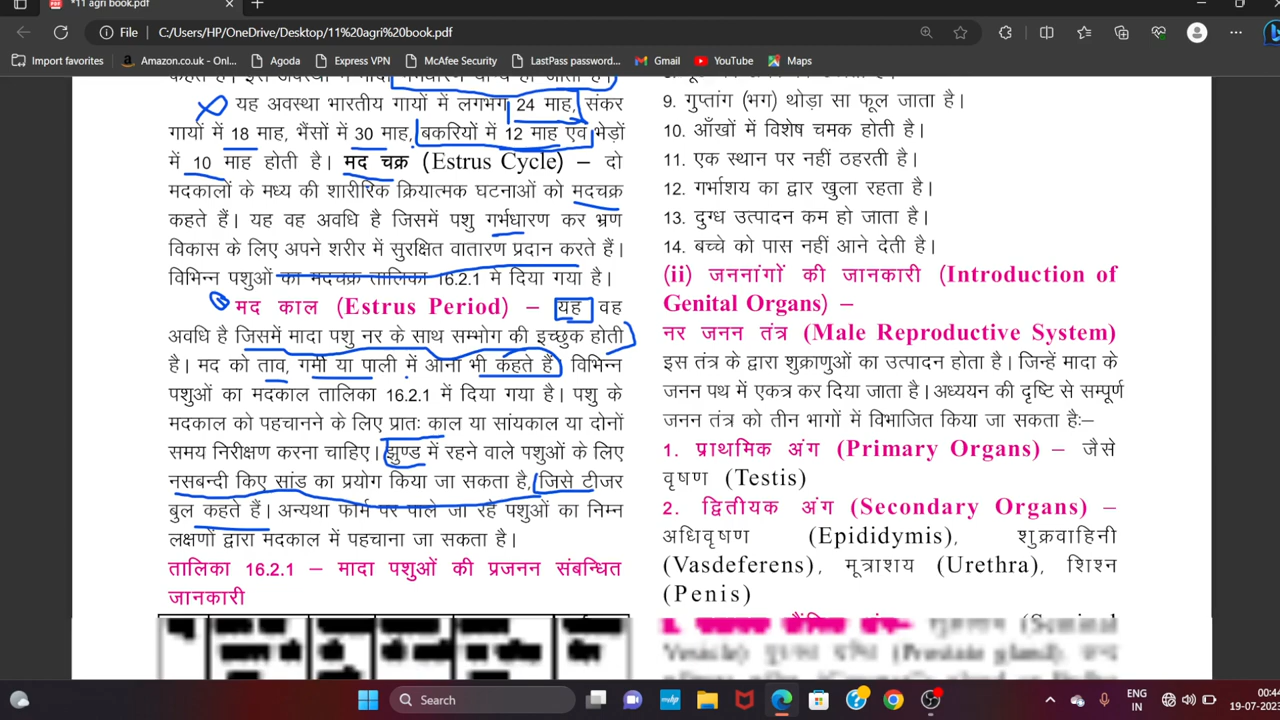 *11 agri book.pdf
File
C:/Users/HP/OneDrive/Desktop/11%20agri%20book.pdf
Import favorites
Amazon.co.uk - Onl...
Agoda
Express VPN
McAfee Security
LastPass password...
Gmail
YouTube
Maps
यह अवस्था भारतीय गायों में लगभग 24 माह, संकर
गायों में 18 माह, भैंसों में 30 माह, बकरियों में 12 माह एवं भेड़ों
में 10 माह होती है। मद चक्र (Estrus Cycle) – दो
मदकालों के मध्य की शारीरिक क्रियात्मक घटनाओं को मदचक्र
कहते हैं। यह वह अवधि है जिसमें पशु गर्भधारण कर भ्रण
विकास के लिए अपने शरीर में सुरक्षित वातारण प्रदान करते हैं।
विभिन्न पशुओं का मदचक्र तालिका 16.2.1 मे दिया गया है।
मद काल (Estrus Period) – यह वह
अवधि है जिसमें मादा पशु नर के साथ सम्भोग की इच्छुक होती
है। मद को ताव, गर्मी या पाली में आना भी कहते हैं। विभिन्न
पशुओं का मदकाल तालिका 16.2.1 में दिया गया है। पशु के
मदकाल को पहचानने के लिए प्रातः काल या सांयकाल या दोनों
समय निरीक्षण करना चाहिए। झुण्ड में रहने वाले पशुओं के लिए
नसबन्दी किए सांड का प्रयोग किया जा सकता है, जिसे टीजर
बुल कहते हैं। अन्यथा फार्म पर पाले जा रहे पशुओं का निम्न
लक्षणों द्वारा मदकाल में पहचाना जा सकता है।
तालिका 16.2.1 – मादा पशुओं की प्रजनन संबन्धित
जानकारी
9. गुप्तांग (भग) थोड़ा सा फूल जाता है।
10. आँखों में विशेष चमक होती है।
11. एक स्थान पर नहीं ठहरती है।
12. गर्भाशय का द्वार खुला रहता है।
13. दुग्ध उत्पादन कम हो जाता है।
14. बच्चे को पास नहीं आने देती है।
(ii) जननांगों की जानकारी (Introduction of
Genital Organs) –
नर जनन तंत्र (Male Reproductive System)
इस तंत्र के द्वारा शुक्राणुओं का उत्पादन होता है। जिन्हें मादा के
जनन पथ में एकत्र कर दिया जाता है। अध्ययन की दृष्टि से सम्पूर्ण
जनन तंत्र को तीन भागों में विभाजित किया जा सकता है:–
1. प्राथमिक अंग (Primary Organs) – जैसे
वृषण (Testis)
2. द्वितीयक अंग (Secondary Organs) –
अधिवृषण (Epididymis), शुक्रवाहिनी
(Vasdeferens), मूत्राशय (Urethra), शिश्न
(Penis)
Search
ENG
IN
00:44
19-07-2023